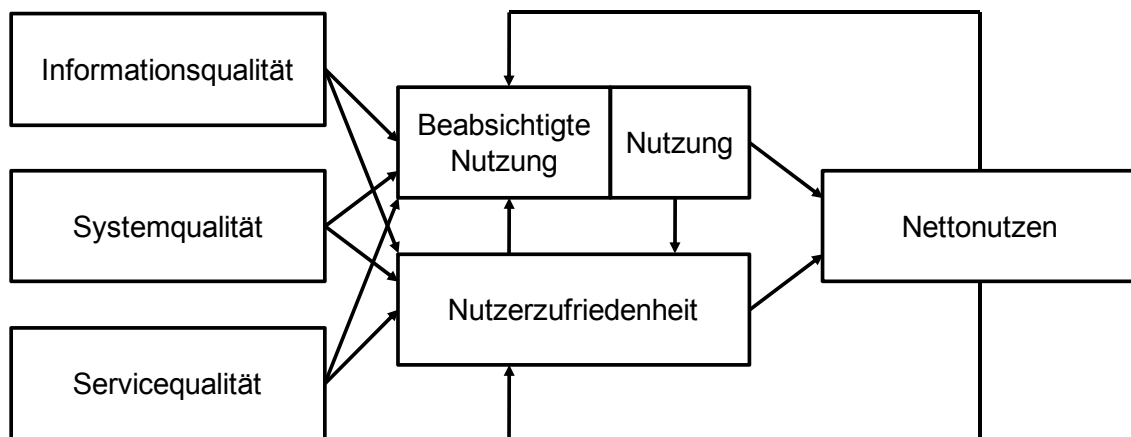 Informationsqualität
Systemqualität
Servicequalität
Beabsichtigte
Nutzung
Nutzung
Nutzerzufriedenheit
Nettonutzen